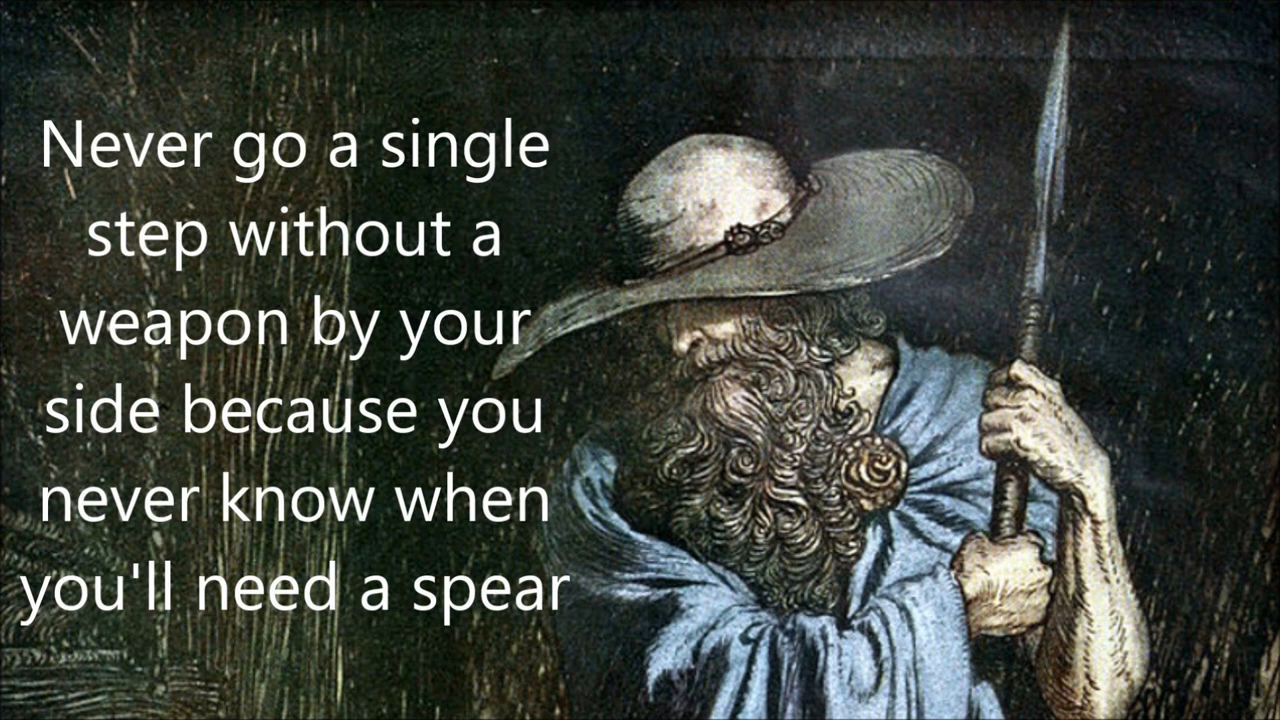 Never go a single
step without a
weapon by your
side because you
never know when
you'll need a spear